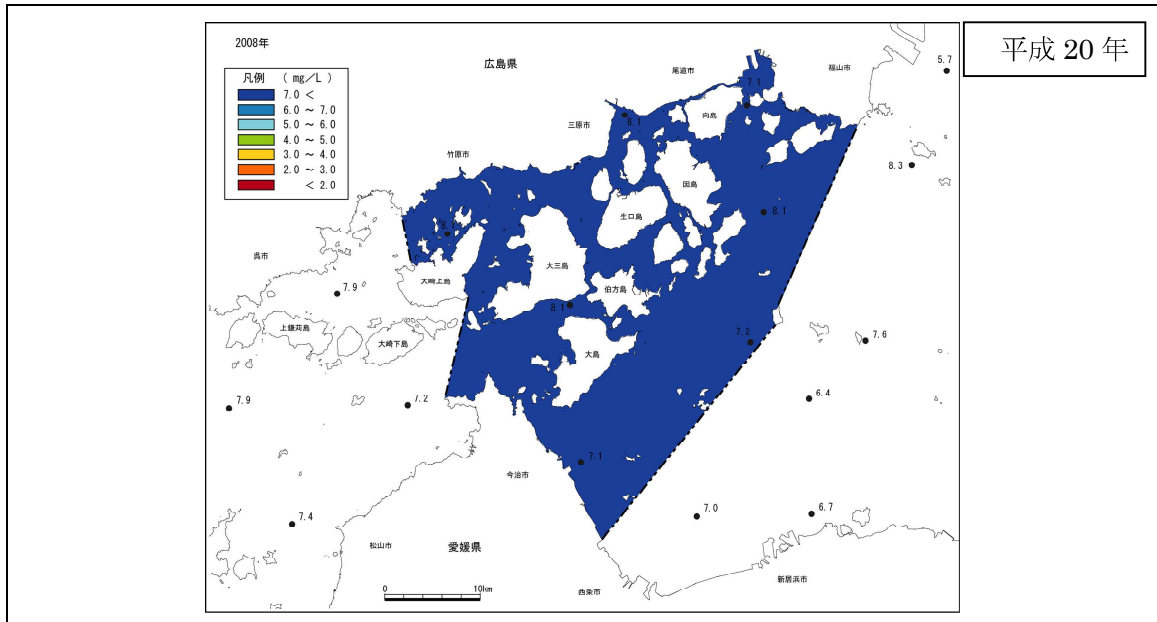 平成 20 年
2008年
広島県
尾道市
福山市
5.7
凡例 ( mg/L )
7.0 <
6.0 ~ 7.0
5.0 ~ 6.0
4.0 ~ 5.0
3.0 ~ 4.0
2.0 ~ 3.0
< 2.0
7.1
向島
8.1
三原市
竹原市
8.3
因島
生口島
8.1
8.1
呉市
大三島
大崎上島
伯方島
7.9
8.1
上鎌苅島
大崎下島
大島
7.2
7.6
7.9
7.2
6.4
7.1
今治市
7.4
7.0
6.7
松山市
愛媛県
新居浜市
西条市
0 10km